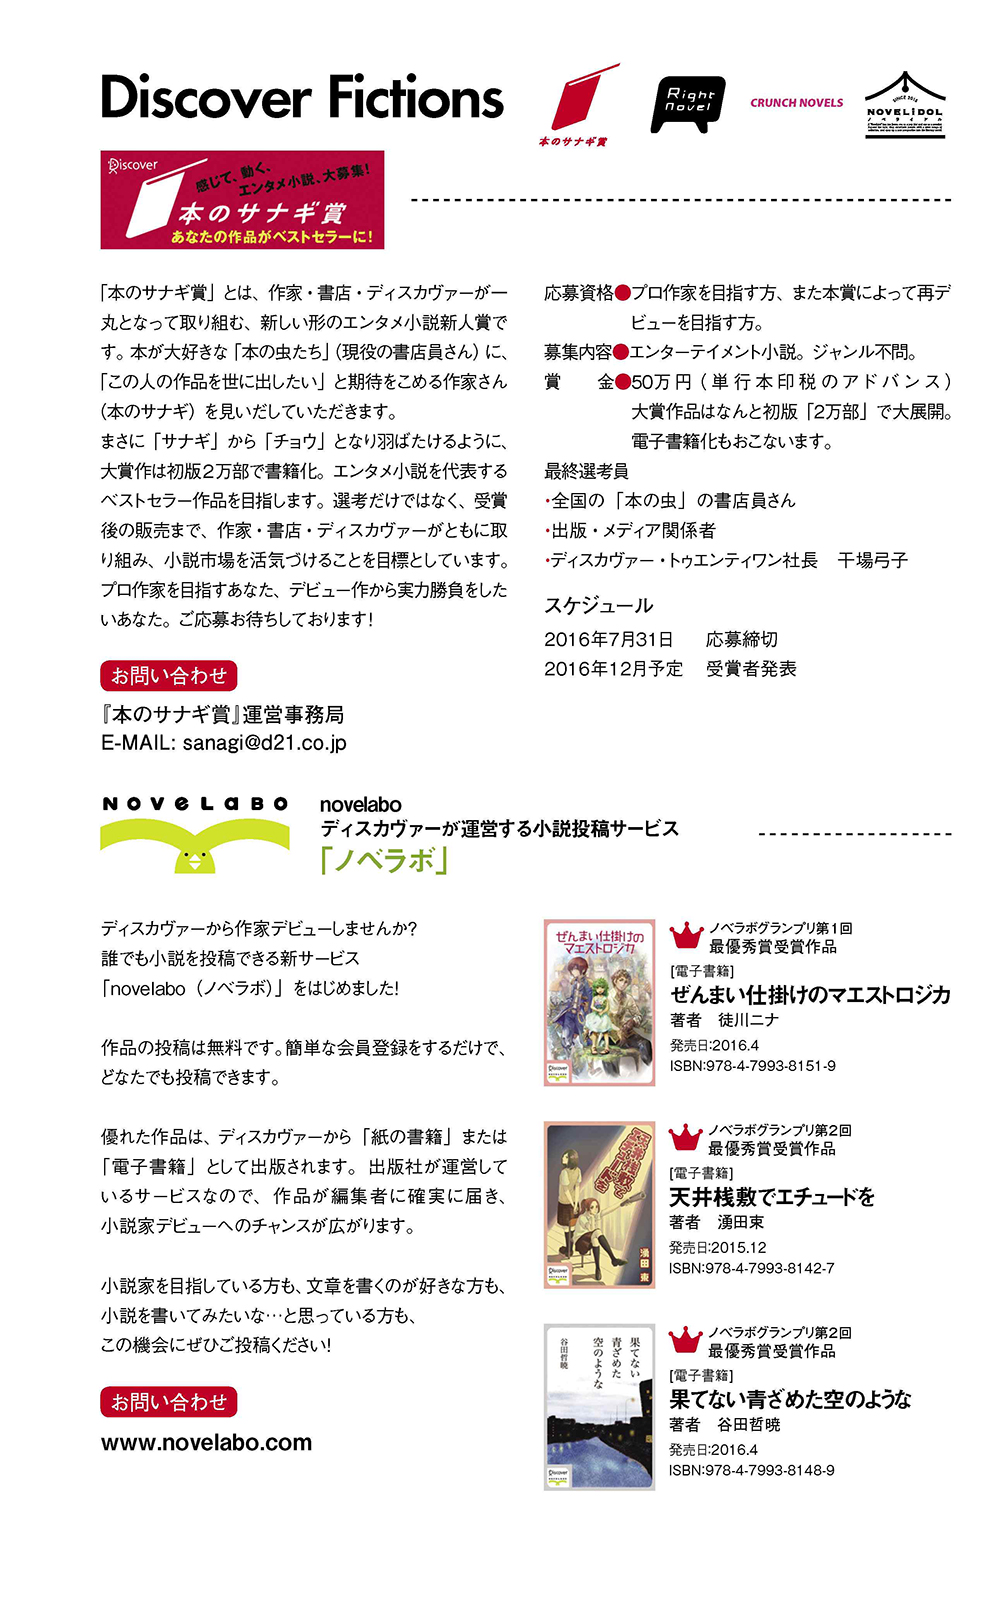 Discover Fictions
本のサナギ賞
Right
novel
CRUNCH NOVELS
SINCE 2015
NOVELiDOL
ノベライドル
Discover
感じて、動く、
エンタメ小説、大募集!
本のサナギ賞
あなたの作品がベストセラーに!
「本のサナギ賞」とは、作家・書店・ディスカヴァーが一
丸となって取り組む、新しい形のエンタメ小説新人賞で
す。本が大好きな「本の虫たち」（現役の書店員さん）に、
「この人の作品を世に出したい」と期待をこめる作家さん
（本のサナギ）を見いだしていただきます。
まさに「サナギ」から「チョウ」となり羽ばたけるように、
大賞作は初版2万部で書籍化。エンタメ小説を代表する
ベストセラー作品を目指します。選考だけではなく、受賞
後の販売まで、作家・書店・ディスカヴァーがともに取
り組み、小説市場を活気づけることを目標としています。
プロ作家を目指すあなた、デビュー作から実力勝負をした
いあなた。ご応募お待ちしております!
お問い合わせ
『本のサナギ賞』運営事務局
E-MAIL: sanagi@d21.co.jp
応募資格●プロ作家を目指す方、また本賞によって再デ
ビューを目指す方。
募集内容●エンターテイメント小説。ジャンル不問。
賞　金●50万円（単行本印税のアドバンス）
大賞作品はなんと初版「2万部」で大展開。
電子書籍化もおこないます。
最終選考員
・全国の「本の虫」の書店員さん
・出版・メディア関係者
・ディスカヴァー・トゥエンティワン社長　干場弓子
スケジュール
2016年7月31日　応募締切
2016年12月予定　受賞者発表
NOVELABO
novelabo
ディスカヴァーが運営する小説投稿サービス
「ノベラボ」
ディスカヴァーから作家デビューしませんか?
誰でも小説を投稿できる新サービス
「novelabo（ノベラボ）」をはじめました!
作品の投稿は無料です。簡単な会員登録をするだけで、
どなたでも投稿できます。
優れた作品は、ディスカヴァーから「紙の書籍」または
「電子書籍」として出版されます。出版社が運営して
いるサービスなので、作品が編集者に確実に届き、
小説家デビューへのチャンスが広がります。
小説家を目指している方も、文章を書くのが好きな方も、
小説を書いてみたいな…と思っている方も、
この機会にぜひご投稿ください!
お問い合わせ
www.novelabo.com
ぜんまい仕掛けの
マエストロジカ
Discover
ノベラボグランプリ第1回
最優秀賞受賞作品
[電子書籍]
ぜんまい仕掛けのマエストロジカ
著者　徒川ニナ
発売日:2016.4
ISBN:978-4-7993-8151-9
天井桟敷で
エチュードを
湧田束
Discover
ノベラボグランプリ第2回
最優秀賞受賞作品
[電子書籍]
天井桟敷でエチュードを
著者　湧田束
発売日:2015.12
ISBN:978-4-7993-8142-7
果てない
青ざめた
空のような
谷田哲暁
Discover
ノベラボグランプリ第2回
最優秀賞受賞作品
[電子書籍]
果てない青ざめた空のような
著者　谷田哲暁
発売日:2016.4
ISBN:978-4-7993-8148-9